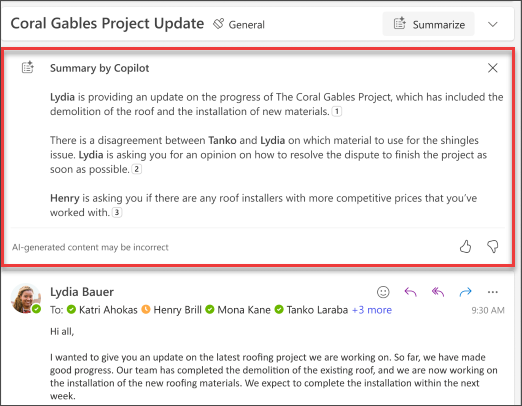 Coral Gables Project Update General Summarize
Summary by Copilot
Lydia is providing an update on the progress of The Coral Gables Project, which has included the
demolition of the roof and the installation of new materials. 1
There is a disagreement between Tanko and Lydia on which material to use for the shingles
issue. Lydia is asking you for an opinion on how to resolve the dispute to finish the project as
soon as possible. 2
Henry is asking you if there are any roof installers with more competitive prices that you've
worked with. 3
AI-generated content may be incorrect
Lydia Bauer
To: Katri Ahokas Henry Brill Mona Kane Tanko Laraba +3 more 9:30 AM
Hi all,
I wanted to give you an update on the latest roofing project we are working on. So far, we have made
good progress. Our team has completed the demolition of the existing roof, and we are now working on
the installation of the new roofing materials. We expect to complete the installation within the next
week.